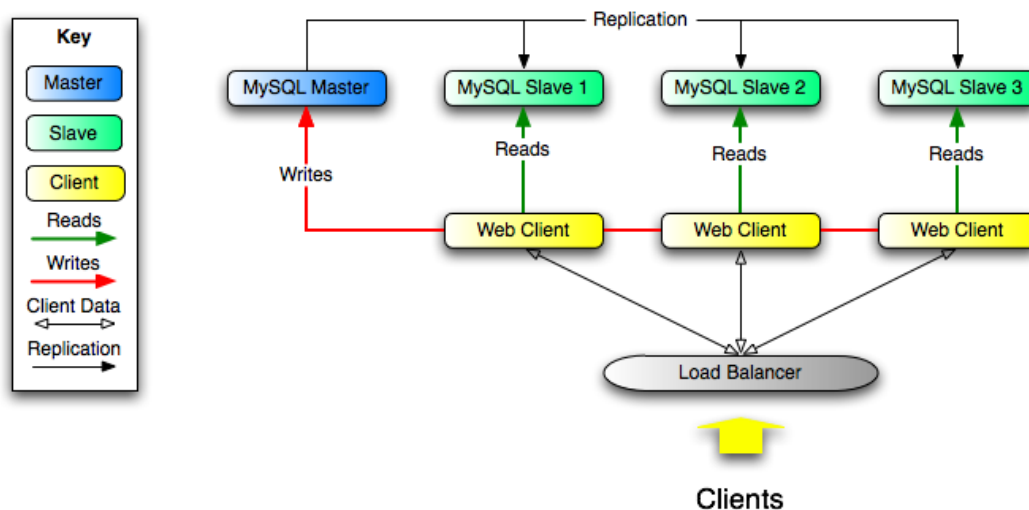 Key
Master
Slave
Client
Reads
Writes
Client Data
Replication
Replication
MySQL Master
MySQL Slave 1
MySQL Slave 2
MySQL Slave 3
Writes
Reads
Reads
Reads
Web Client
Web Client
Web Client
Load Balancer
Clients